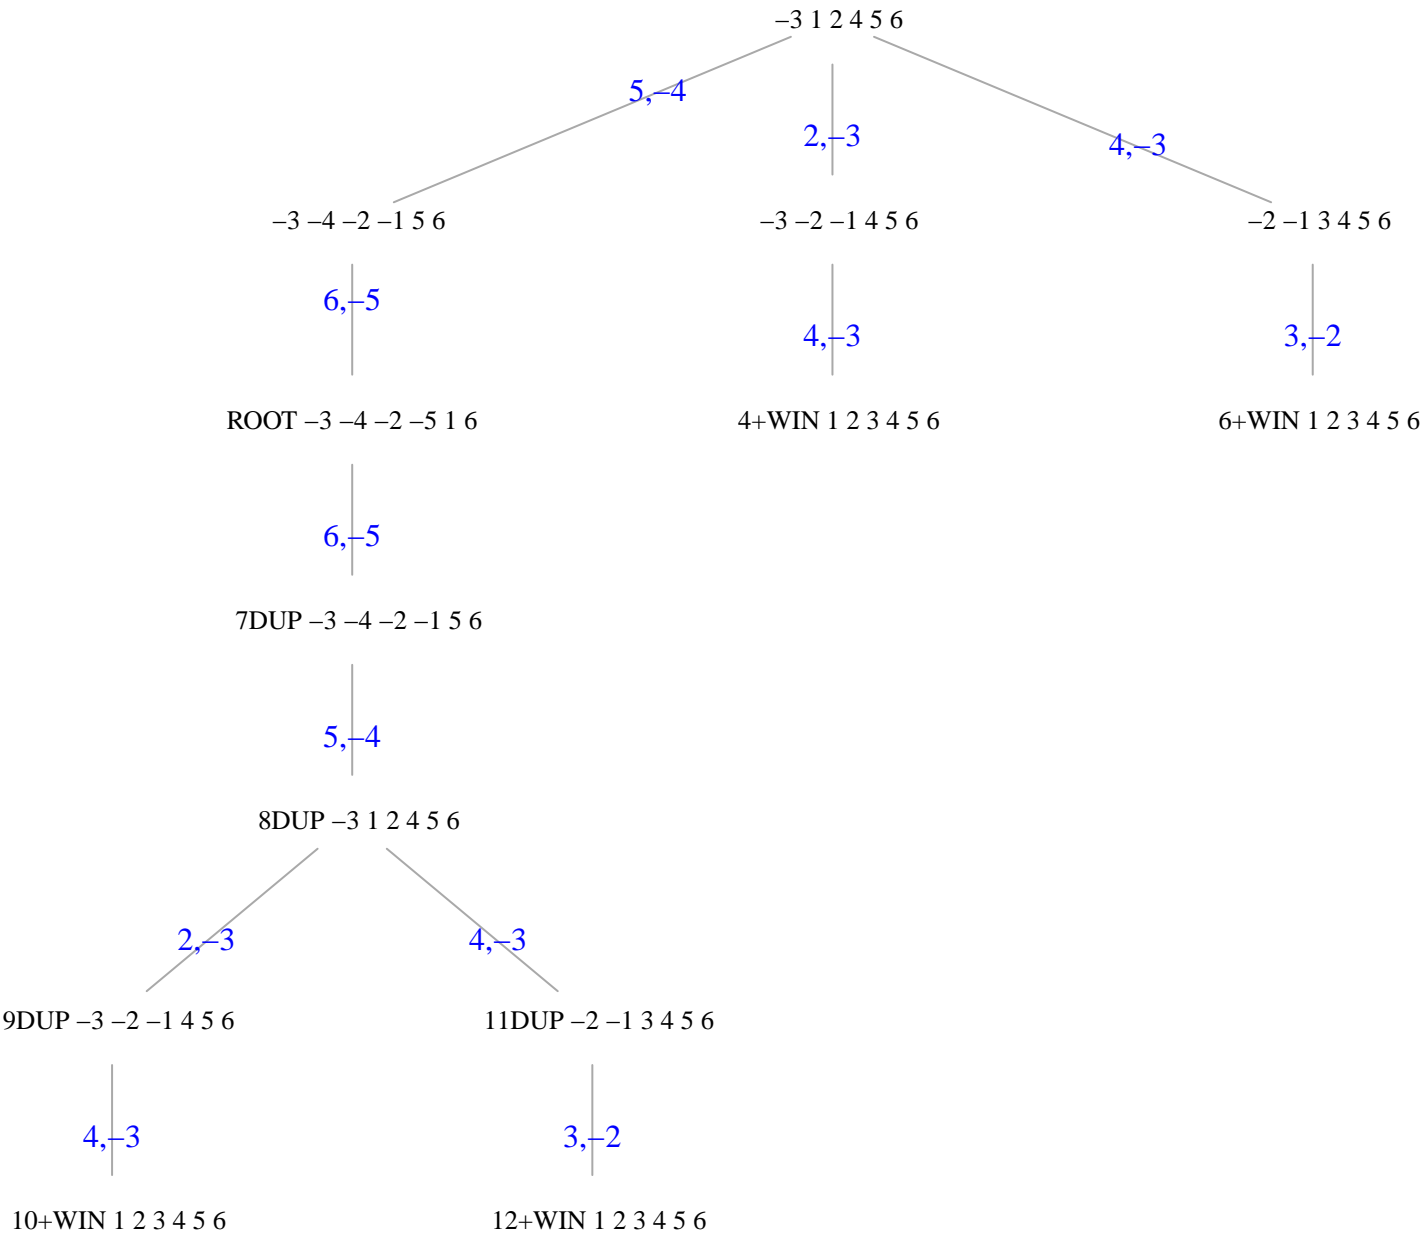 –3 1 2 4 5 6
5,–4
2,–3
4,–3
–3 –4 –2 –1 5 6
–3 –2 –1 4 5 6
–2 –1 3 4 5 6
6,–5
4,–3
3,–2
ROOT –3 –4 –2 –5 1 6
4+WIN 1 2 3 4 5 6
6+WIN 1 2 3 4 5 6
6,–5
7DUP –3 –4 –2 –1 5 6
5,–4
8DUP –3 1 2 4 5 6
2,–3
4,–3
9DUP –3 –2 –1 4 5 6
11DUP –2 –1 3 4 5 6
4,–3
3,–2
10+WIN 1 2 3 4 5 6
12+WIN 1 2 3 4 5 6